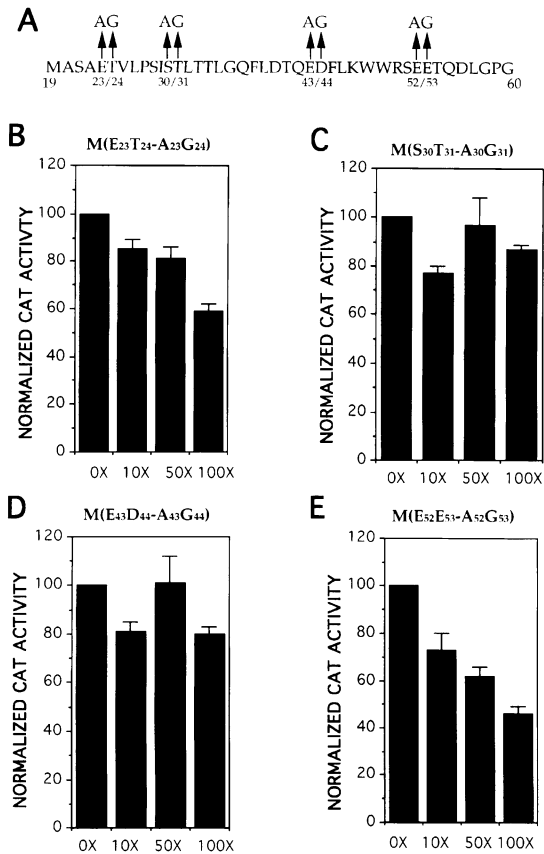 A
AG AG AG AG
MASAETVLPSISTLTTLGQFLDTQEDFLKWWRSEETQDLGPG
19 23/24 30/31 43/44 52/53 60
B
M(E23T24-A23G24)
NORMALIZED CAT ACTIVTY
120
100
80
60
40
20
0
0X 10X 50X 100X
C
M(S30T31-A30G31)
NORMALIZED CAT ACTIVITY
120
100
80
60
40
20
0
0X 10X 50X 100X
D
M(E43D44-A43G44)
NORMALIZED CAT ACTIVITY
120
100
80
60
40
20
0
0X 10X 50X 100X
E
M(E52E53-A52G53)
NORMALIZED CAT ACTIVITY
120
100
80
60
40
20
0
0X 10X 50X 100X